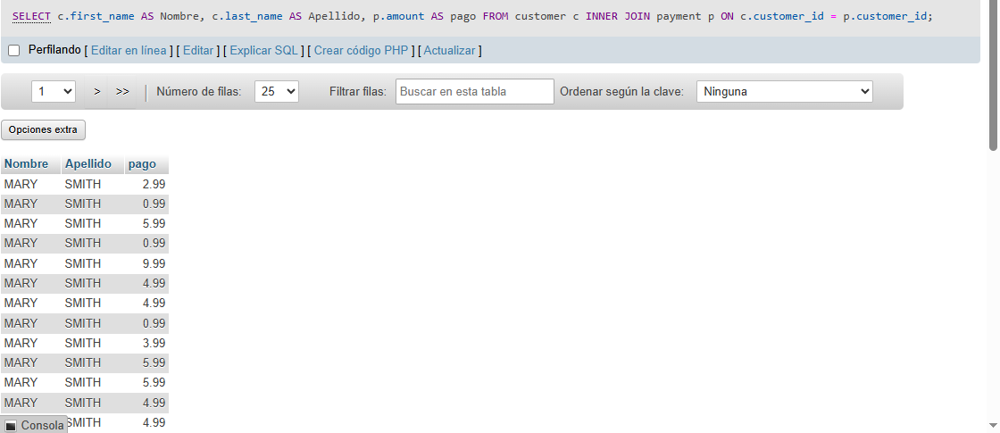 SELECT c.first_name AS Nombre, c.last_name AS Apellido, p.amount AS pago FROM customer c INNER JOIN payment p ON c.customer_id = p.customer_id;
Perfilando [ Editar en línea ] [ Editar ] [ Explicar SQL ] [ Crear código PHP ] [ Actualizar ]
1 > >> | Número de filas: 25 Filtrar filas: Buscar en esta tabla Ordenar según la clave: Ninguna
Opciones extra
Nombre Apellido pago
MARY SMITH 2.99
MARY SMITH 0.99
MARY SMITH 5.99
MARY SMITH 0.99
MARY SMITH 9.99
MARY SMITH 4.99
MARY SMITH 4.99
MARY SMITH 0.99
MARY SMITH 3.99
MARY SMITH 5.99
MARY SMITH 5.99
MARY SMITH 4.99
Consola SMITH 4.99